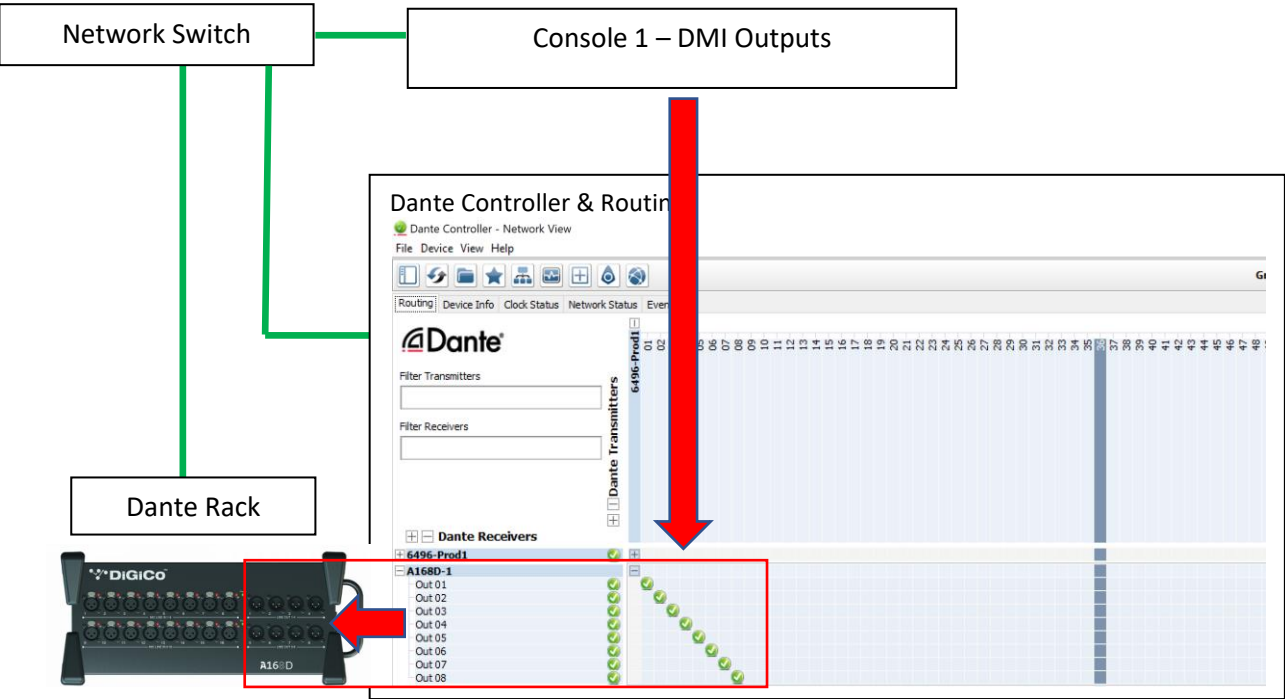 Network Switch
Console 1 – DMI Outputs
Dante Controller & Routin
Dante Controller - Network View
File Device View Help
Routing Device Info Clock Status Network Status Even
Dante
Filter Transmitters
Filter Receivers
Dante Transmitters
6496-Prod1
01 02 05 06 07 08 09 10 11 12 13 14 15 16 17 18 19 20 21 22 23 24 25 26 27 28 29 30 31 32 33 34 35 36 37 38 39 40 41 42 43 44 45 46 47 48
Dante Receivers
6496-Prod1
A168D-1
Out 01
Out 02
Out 03
Out 04
Out 05
Out 06
Out 07
Out 08
Dante Rack
DiGiCo
A168D